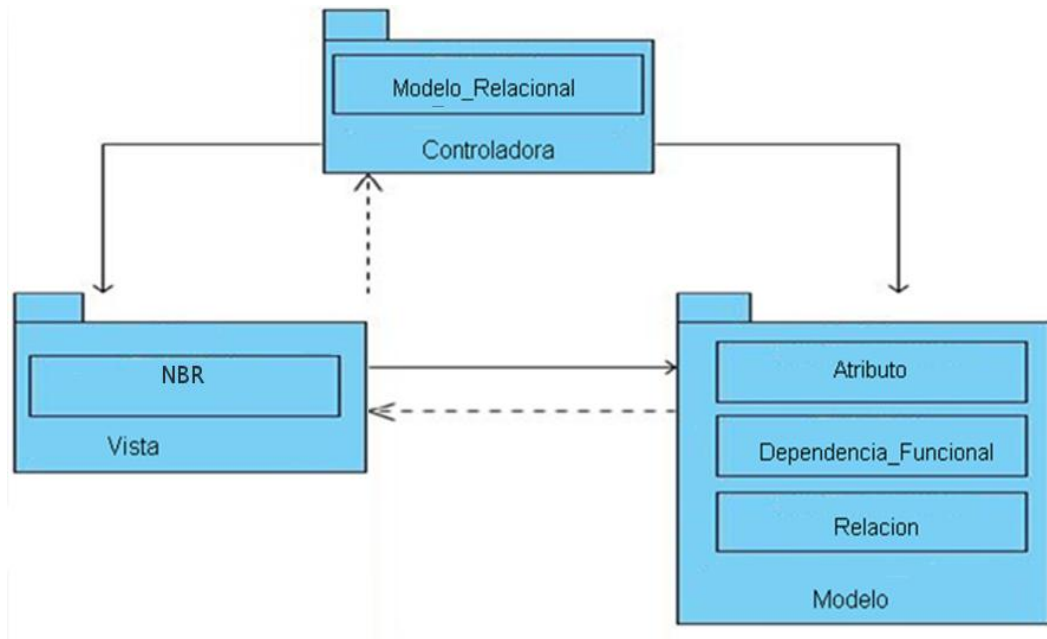 Modelo_Relacional
Controladora
NBR
Vista
Atributo
Dependencia_Funcional
Relacion
Modelo